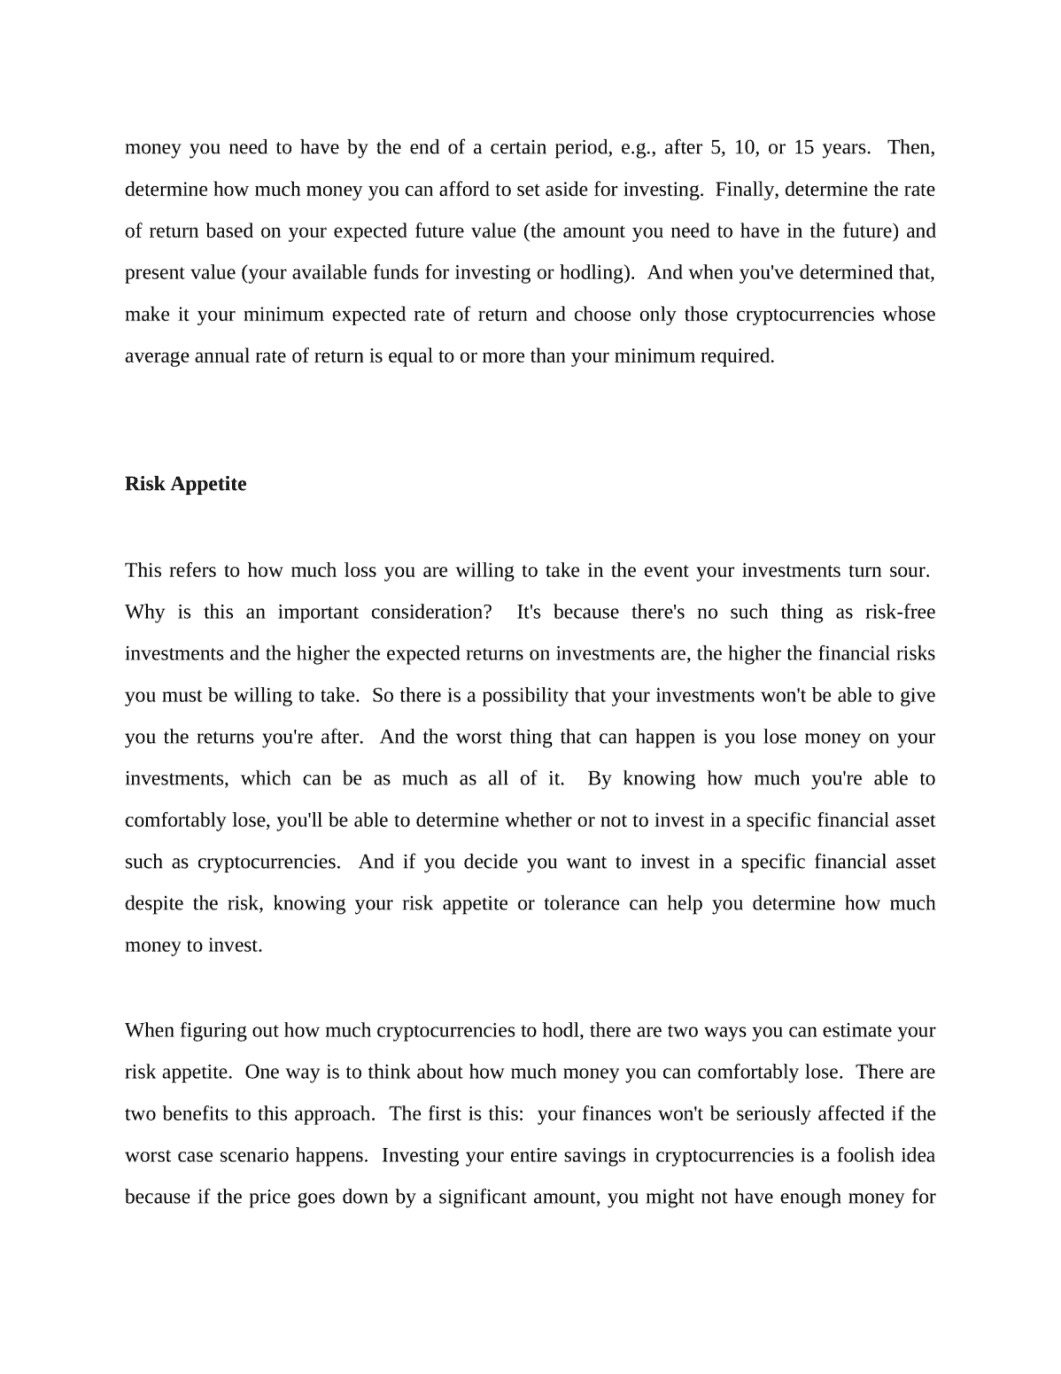 money you need to have by the end of a certain period, e.g., after 5, 10, or 15 years.  Then,
determine how much money you can afford to set aside for investing.  Finally, determine the rate
of return based on your expected future value (the amount you need to have in the future) and
present value (your available funds for investing or hodling).  And when you've determined that,
make it your minimum expected rate of return and choose only those cryptocurrencies whose
average annual rate of return is equal to or more than your minimum required.
Risk Appetite
This refers to how much loss you are willing to take in the event your investments turn sour.
Why is this an important consideration?  It's because there's no such thing as risk-free
investments and the higher the expected returns on investments are, the higher the financial risks
you must be willing to take.  So there is a possibility that your investments won't be able to give
you the returns you're after.  And the worst thing that can happen is you lose money on your
investments, which can be as much as all of it.  By knowing how much you're able to
comfortably lose, you'll be able to determine whether or not to invest in a specific financial asset
such as cryptocurrencies.  And if you decide you want to invest in a specific financial asset
despite the risk, knowing your risk appetite or tolerance can help you determine how much
money to invest.
When figuring out how much cryptocurrencies to hodl, there are two ways you can estimate your
risk appetite.  One way is to think about how much money you can comfortably lose.  There are
two benefits to this approach.  The first is this:  your finances won't be seriously affected if the
worst case scenario happens.  Investing your entire savings in cryptocurrencies is a foolish idea
because if the price goes down by a significant amount, you might not have enough money for